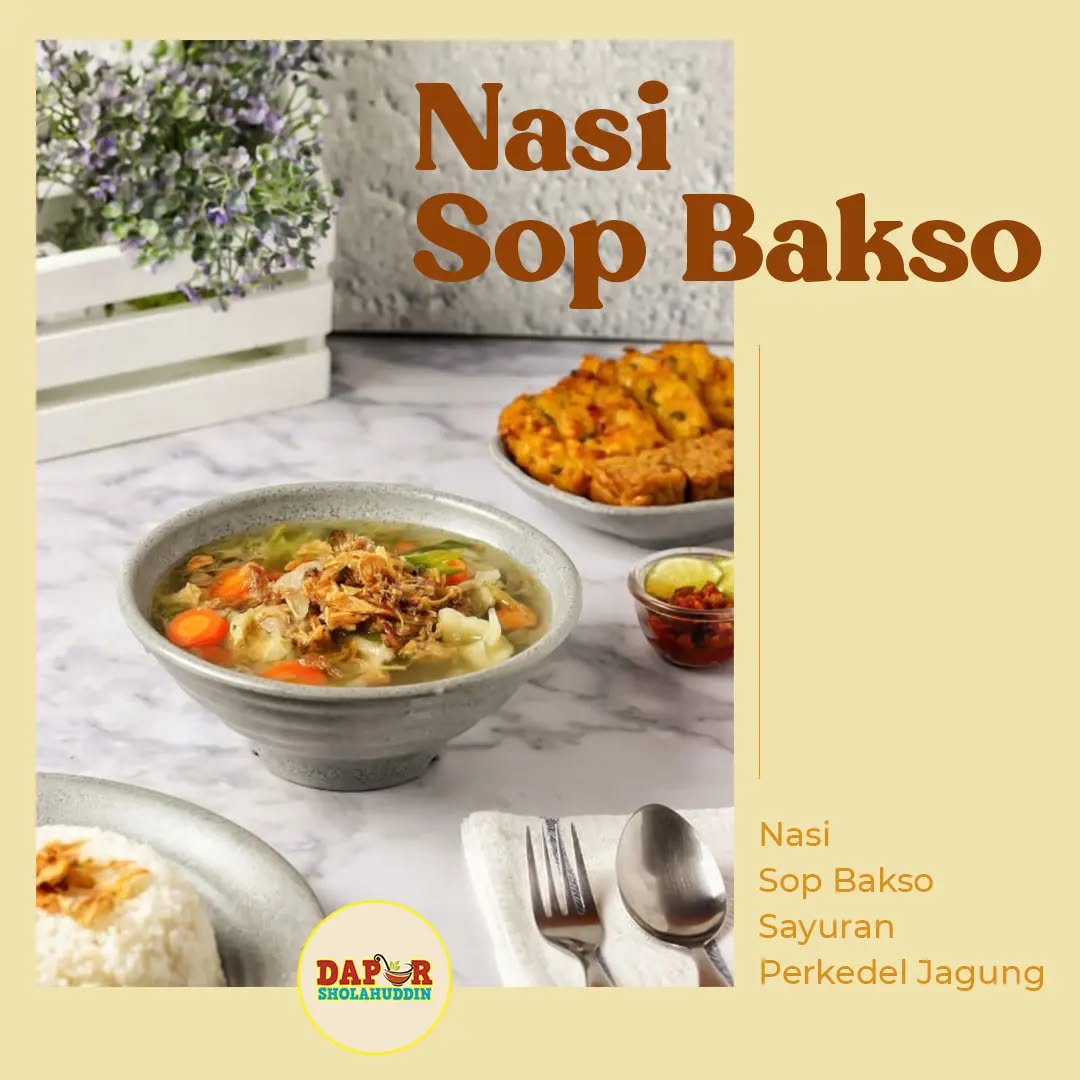 Nasi
Sop Bakso
Nasi
Sop Bakso
Sayuran
Perkedel Jagung
DAPUR
SHOLAHUDDIN